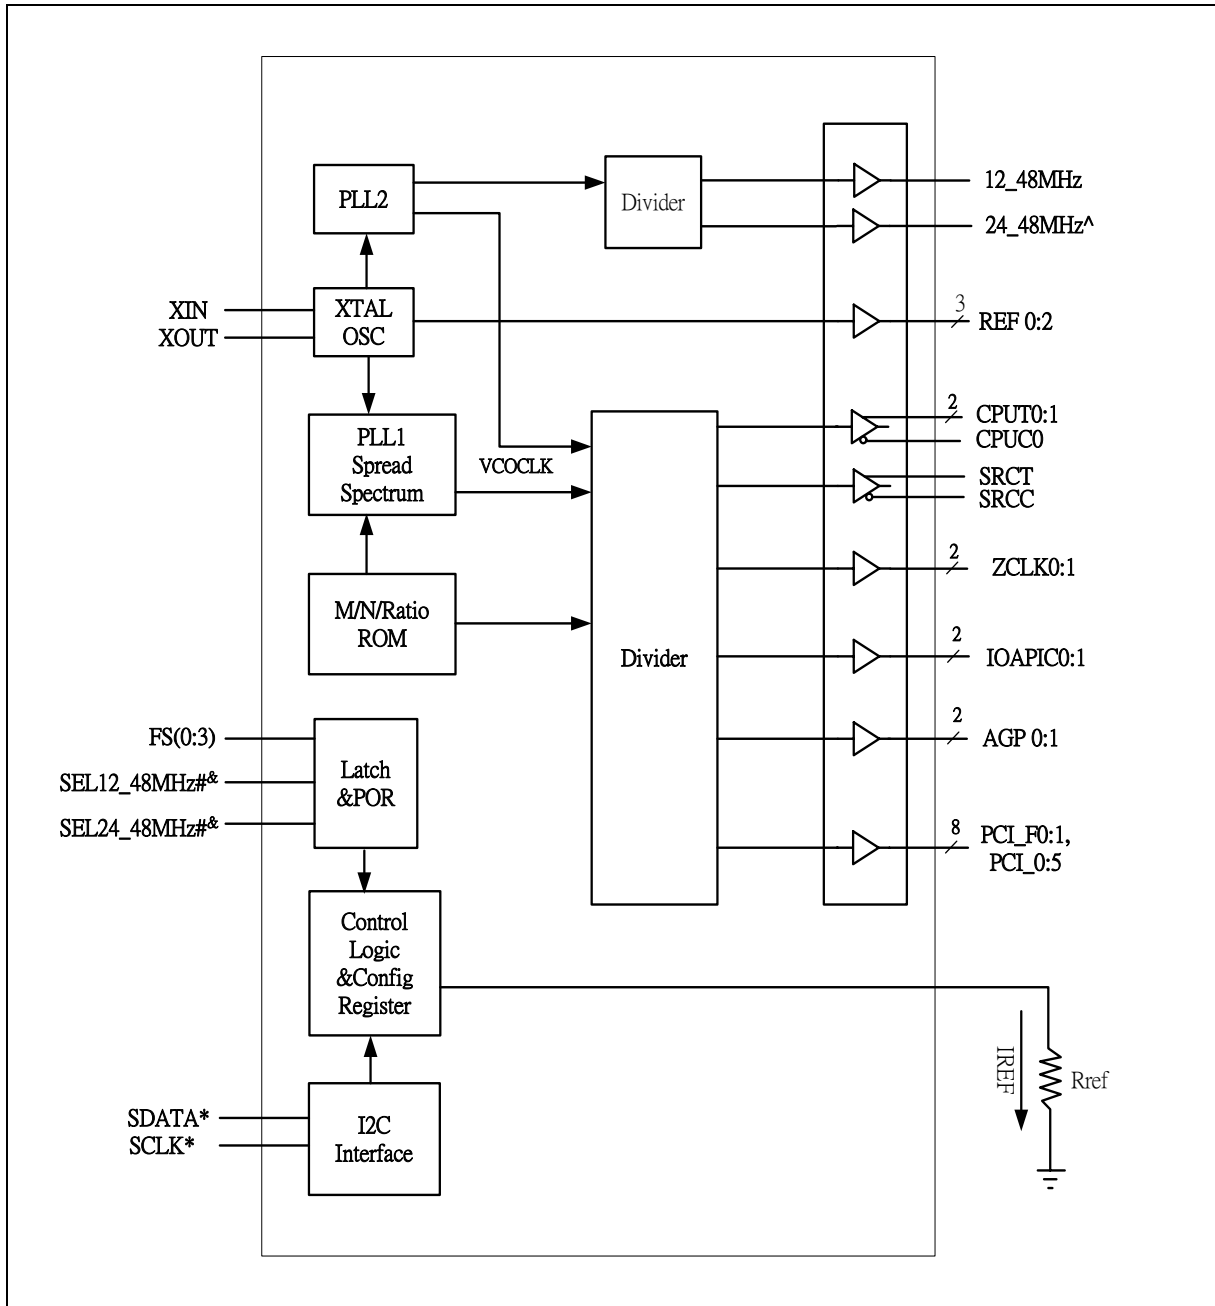 PLL2
Divider
12_48MHz
24_48MHz^
XIN
XOUT
XTAL
OSC
3
REF 0:2
PLL1
Spread
Spectrum
VCOCLK
2
CPUT0:1
CPUC0
SRCT
SRCC
2
ZCLK0:1
M/N/Ratio
ROM
Divider
2
IOAPIC0:1
2
AGP 0:1
8
PCI_F0:1,
PCI_0:5
FS(0:3)
SEL12_48MHz#&
SEL24_48MHz#&
Latch
&POR
Control
Logic
&Config
Register
IREF
Rref
SDATA*
SCLK*
I2C
Interface